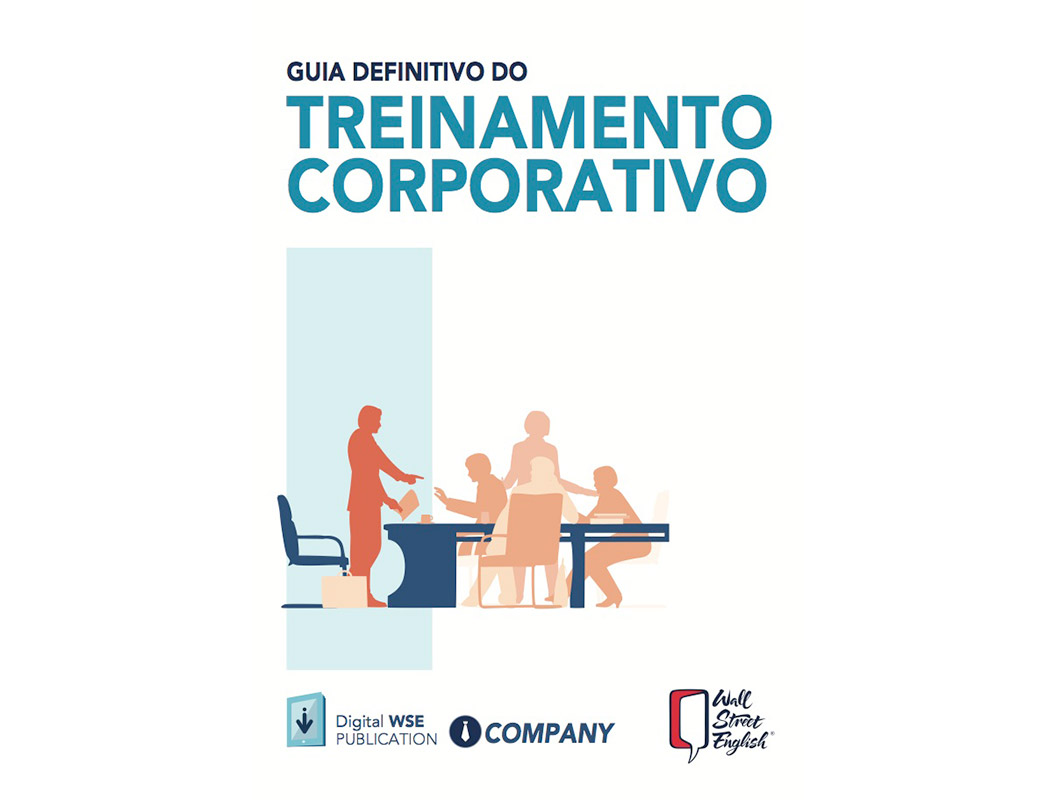 GUIA DEFINITIVO DO
TREINAMENTO
CORPORATIVO
Digital WSE
PUBLICATION
COMPANY
Wall
Street
English®